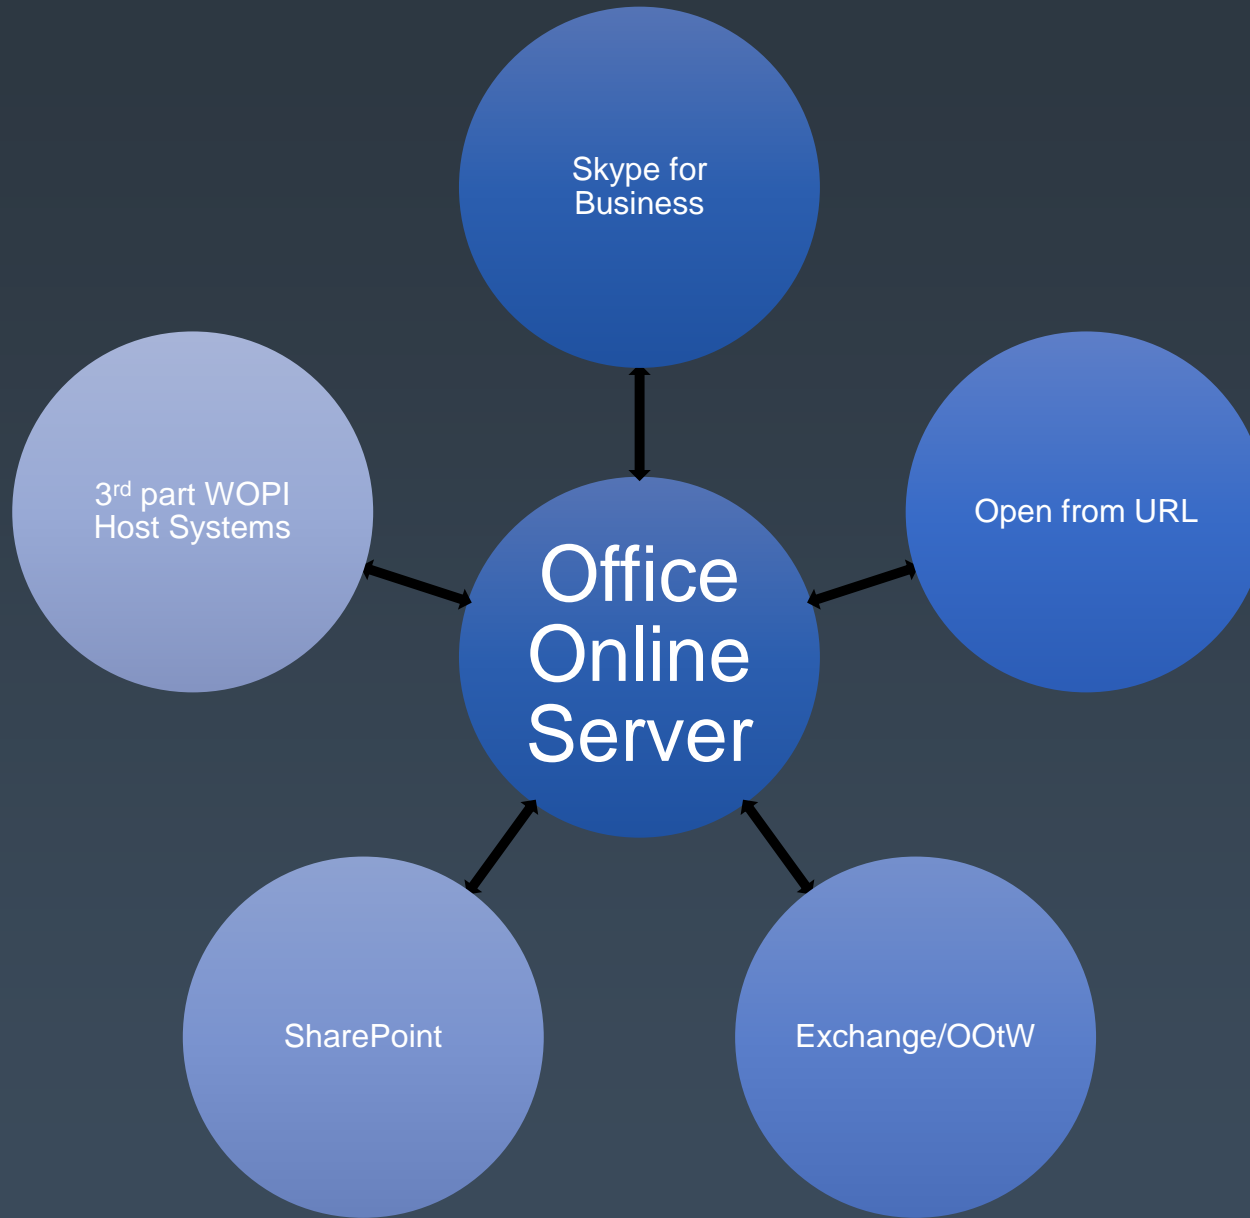 Skype for
Business
3rd part WOPI
Host Systems
Open from URL
Office
Online
Server
SharePoint
Exchange/OOtW